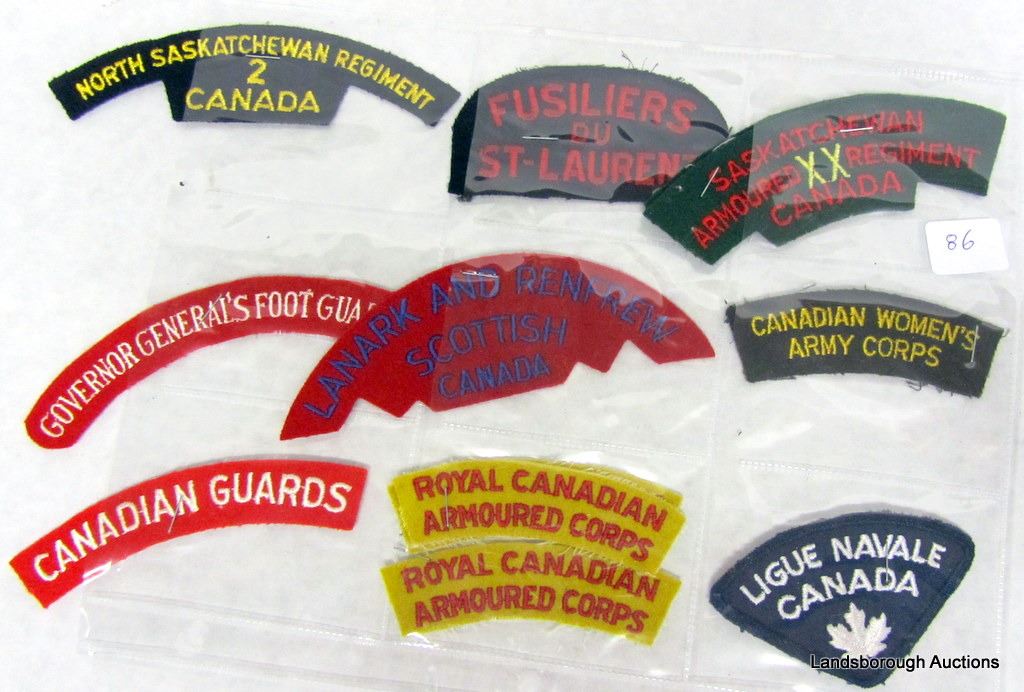 NORTH SASKATCHEWAN REGIMENT
2
CANADA
FUSILIERS
DU
ST-LAURENT
SASKATCHEWAN
ARMOURED XX REGIMENT
CANADA
86
GOVERNOR GENERAL'S FOOT GUA
LANARK AND RENFREW
SCOTTISH
CANADA
CANADIAN WOMEN'S
ARMY CORPS
CANADIAN GUARDS
ROYAL CANADIAN
ARMOURED CORPS
ROYAL CANADIAN
ARMOURED CORPS
LIGUE NAVALE
CANADA
Landsborough Auctions